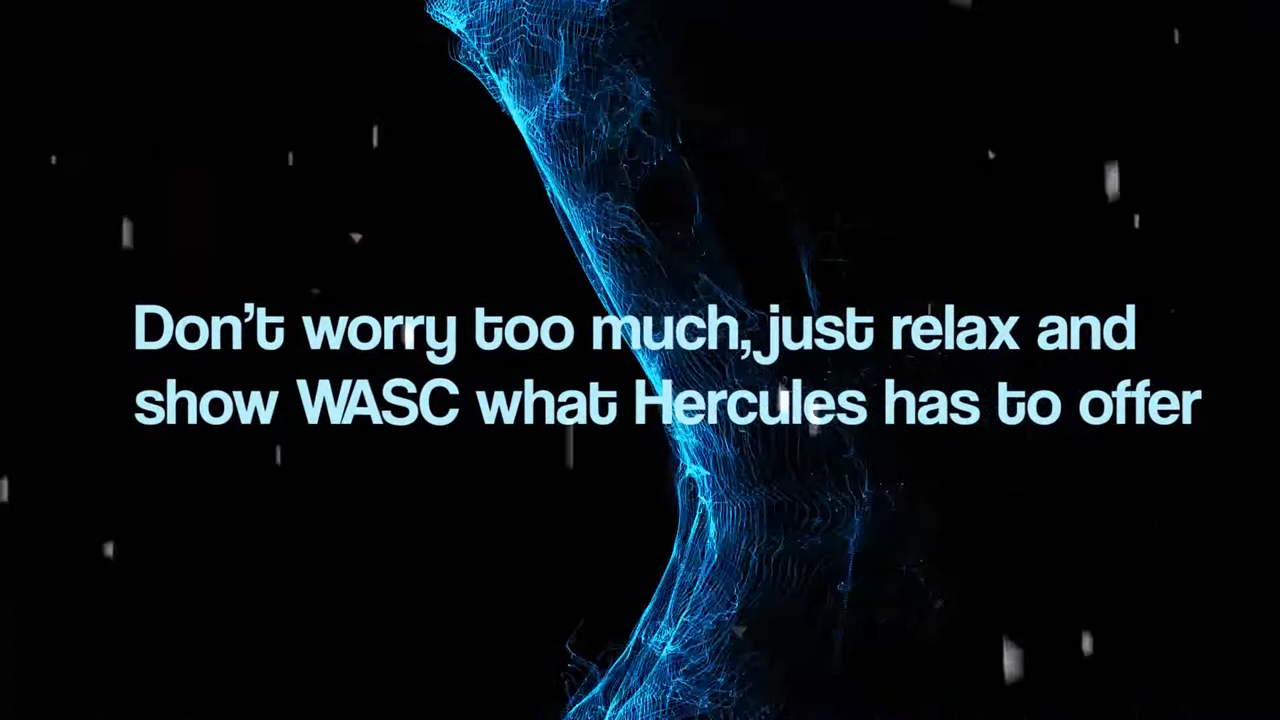 Don’t worry too much, just relax and
show WASC what Hercules has to offer